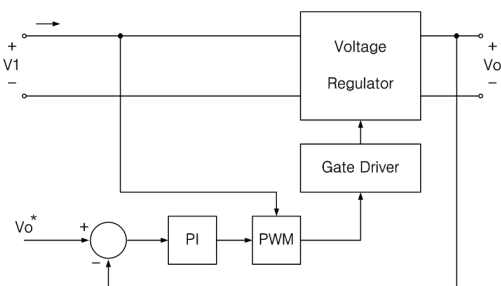 +
V1
−
Voltage
Regulator
+
Vo
−
Gate Driver
Vo*
+
−
PI
PWM